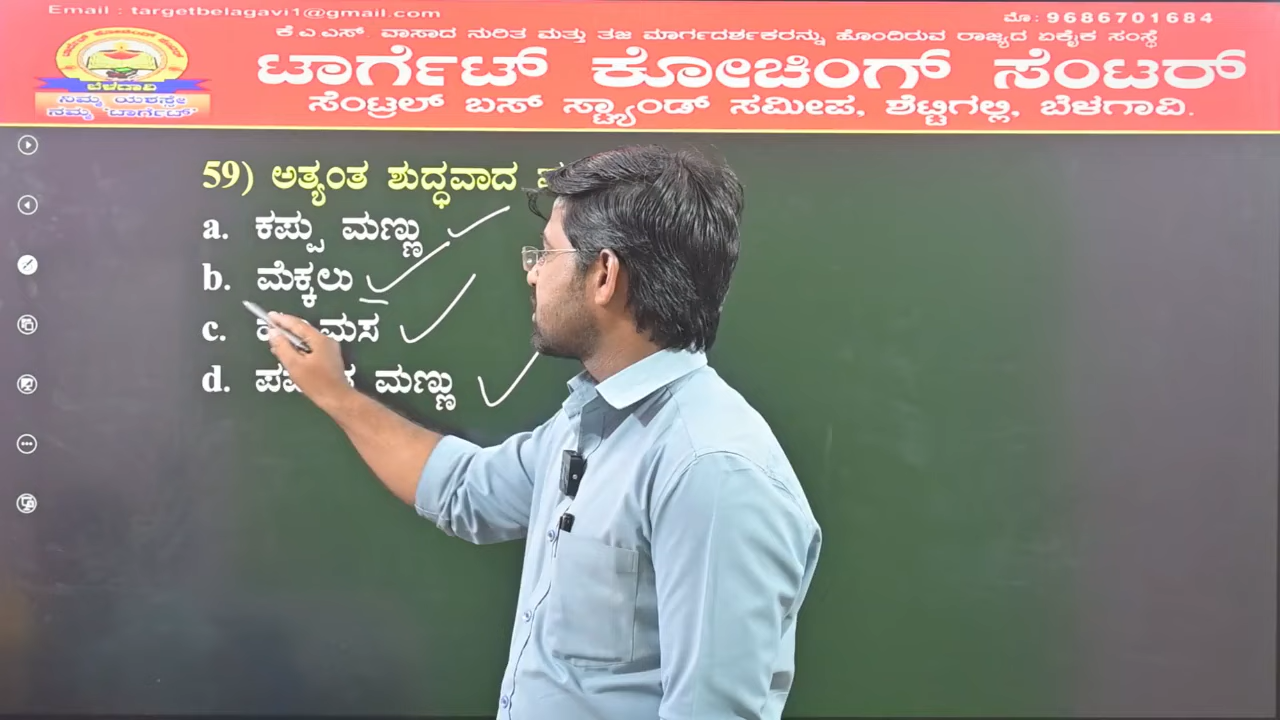 Email : targetbelagavi1@gmail.com
ಮೊ: 9686701684
ಕೆ.ಎ.ಎಸ್. ವಾಸಾದ ನುರಿತ ಮತ್ತು ತಜ್ಞ ಮಾರ್ಗದರ್ಶಕರನ್ನು ಹೊಂದಿರುವ ರಾಜ್ಯದ ಏಕೈಕ ಸಂಸ್ಥೆ
ಟಾರ್ಗೆಟ್ ಕೋಚಿಂಗ್ ಸೆಂಟರ್
ಸೆಂಟ್ರಲ್ ಬಸ್ ಸ್ಟ್ಯಾಂಡ್ ಸಮೀಪ, ಶೆಟ್ಟಿಗಲ್ಲಿ, ಬೆಳಗಾವಿ.
ಬೆಳಗಾವಿ
ನಿಮ್ಮ ಯಶಸ್ಸೇ
ನಮ್ಮ ಟಾರ್ಗೆಟ್
59) ಅತ್ಯಂತ ಶುದ್ಧವಾದ
a. ಕಪ್ಪು ಮಣ್ಣು
b. ಮೆಕ್ಕಲು
c.
d. ಮಣ್ಣು